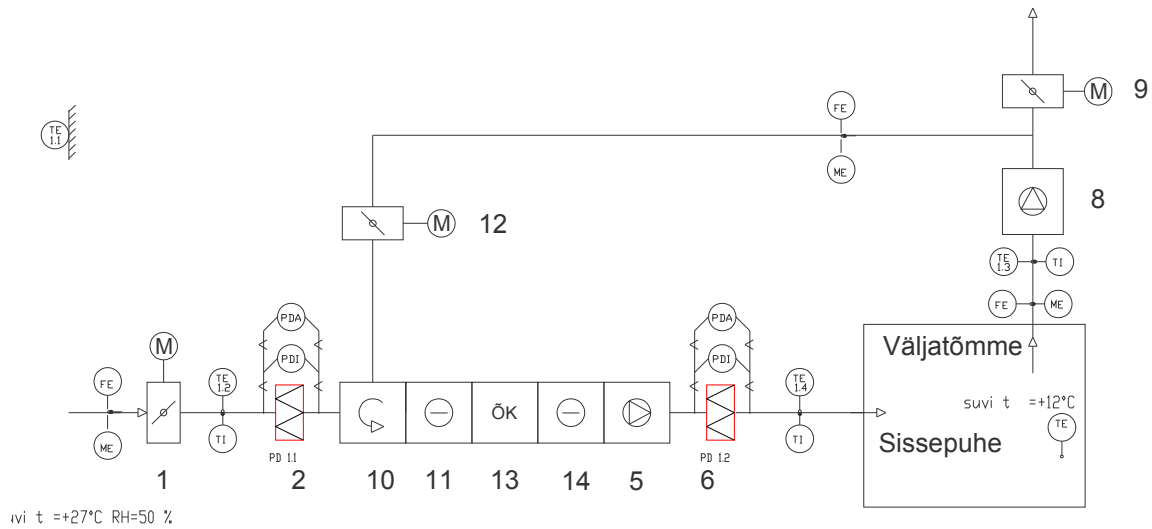 M
9
FE
TE
1.1
ME
8
M
12
TE
1.3
TI
FE
ME
PDA
PDA
M
PDI
PDI
Väljatõmme
FE
TE
1.2
TE
1.4
suvi t =+12°C
ÕK
TE
ME
TI
TI
Sissepuhe
PD 1.1
PD 1.2
1
2
10
11
13
14
5
6
vi t =+27°C RH=50 %